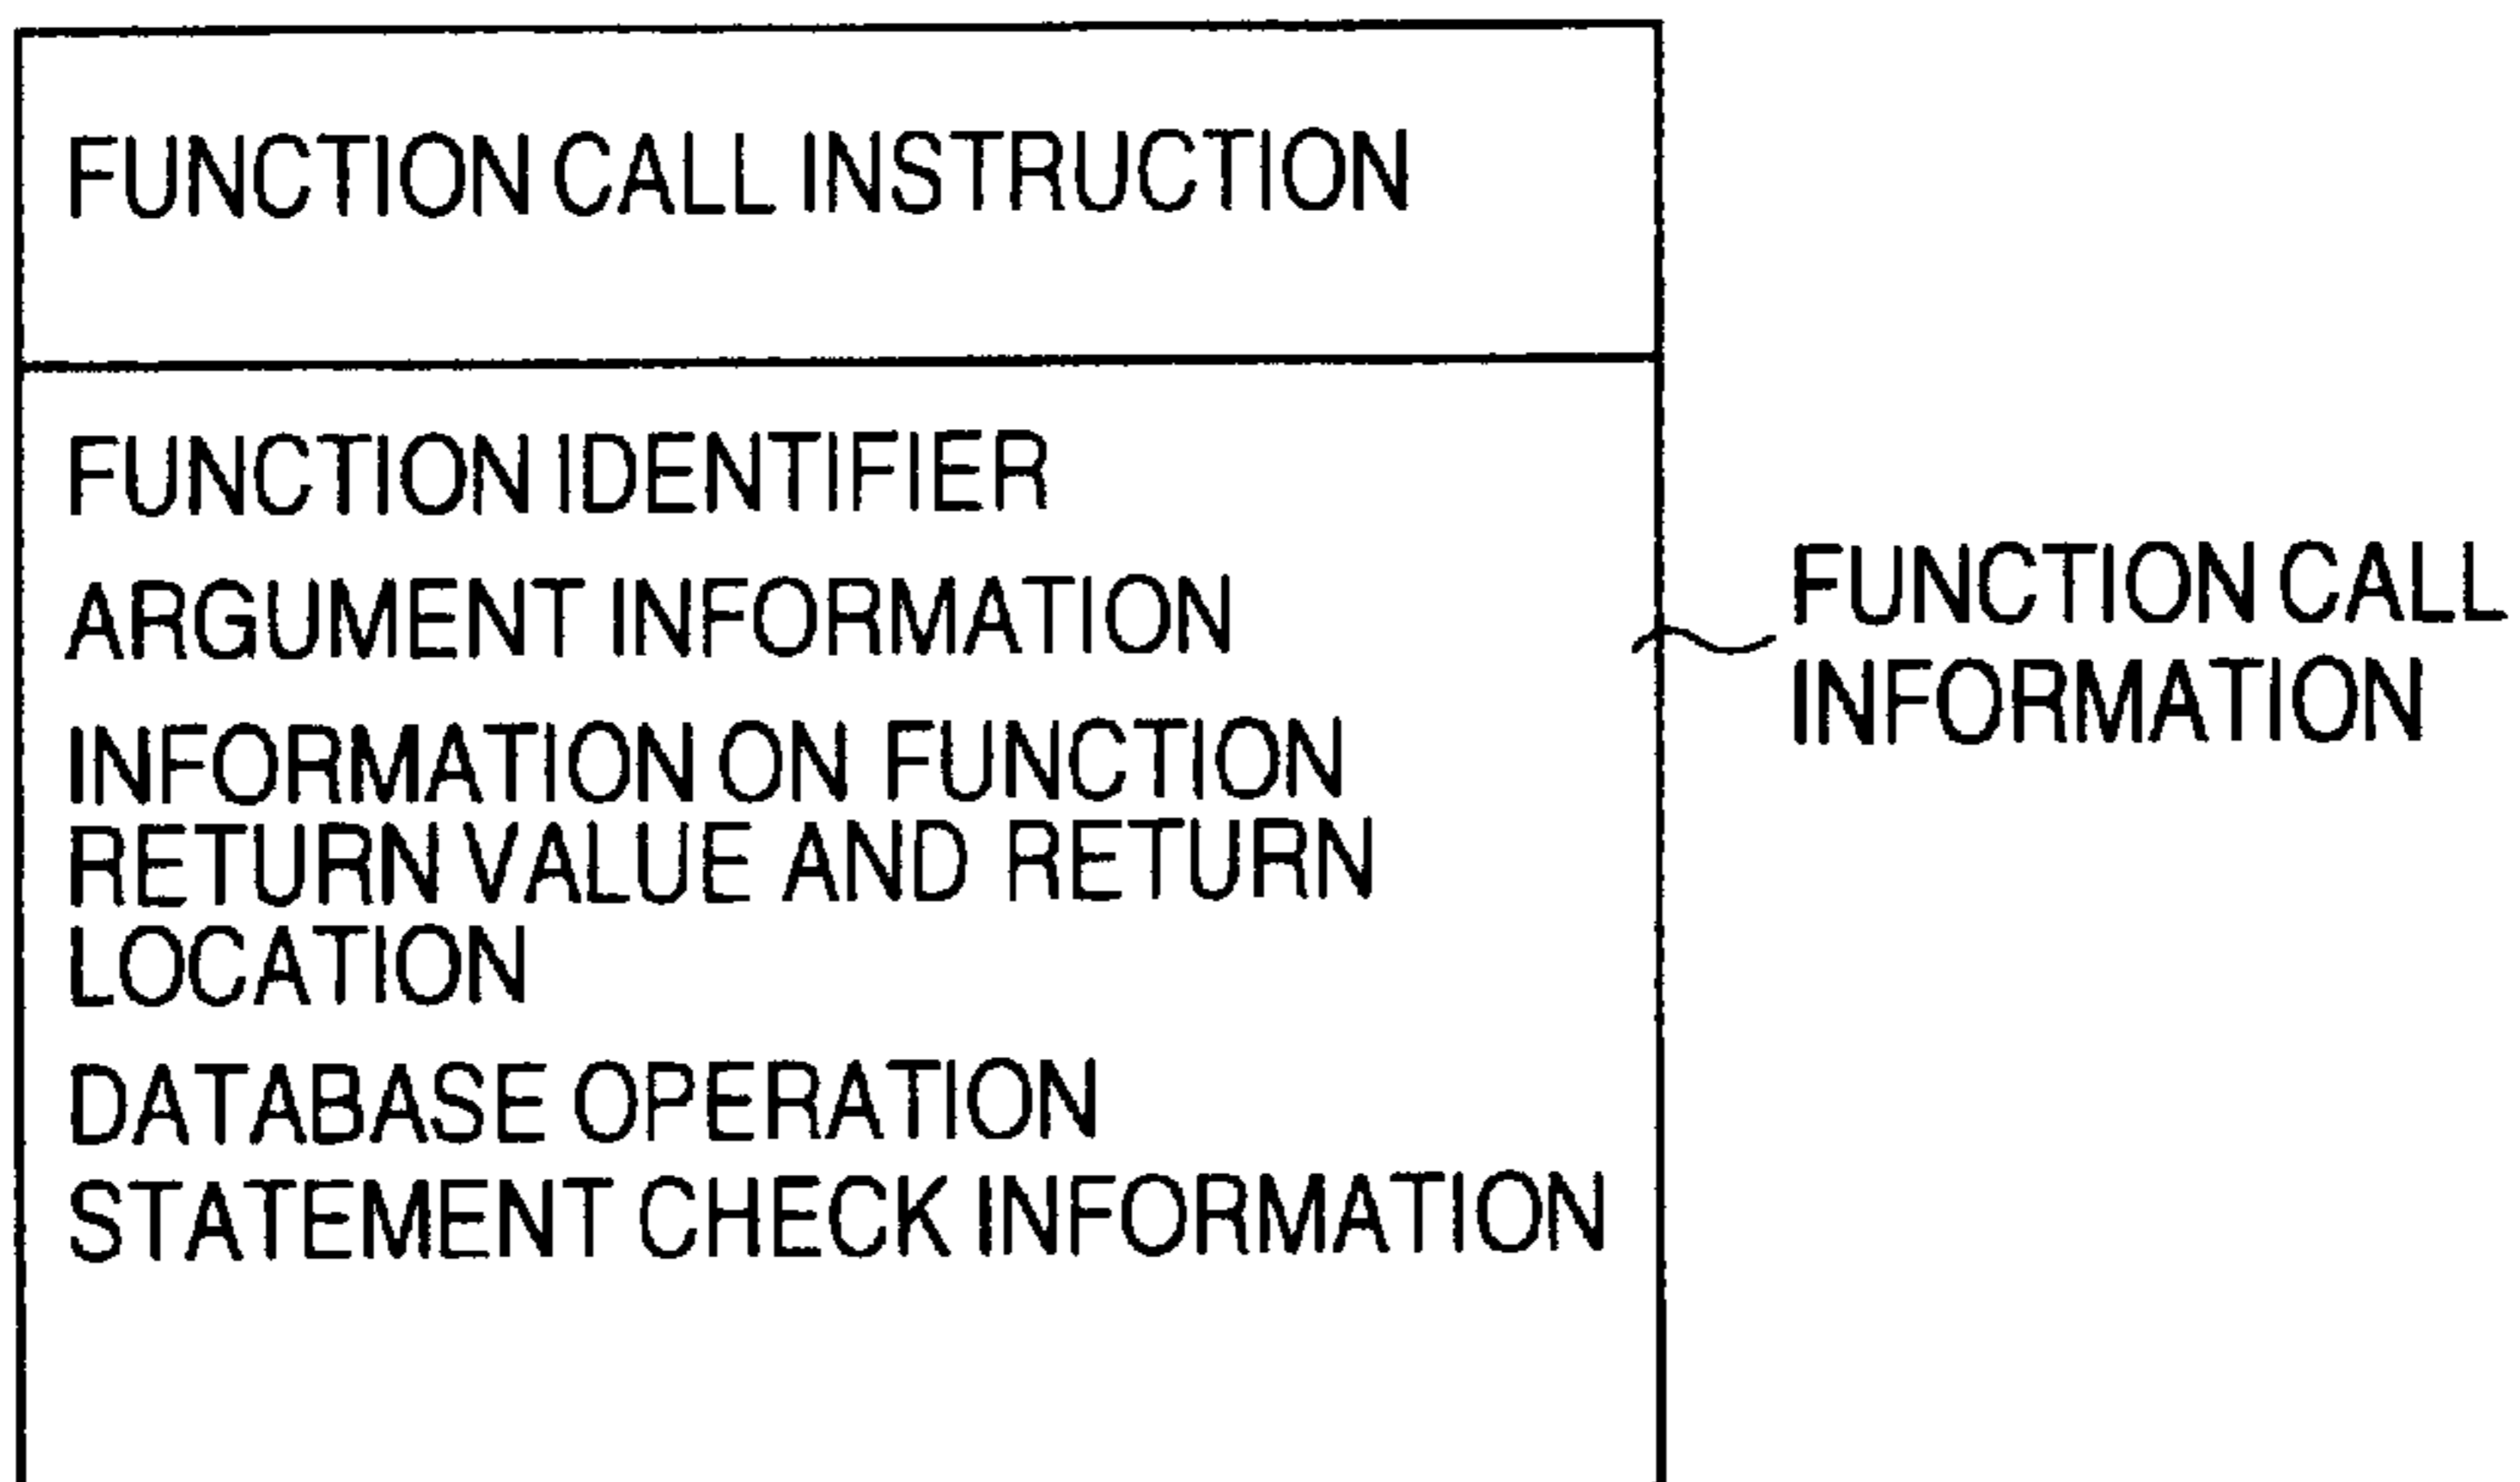 FUNCTION CALL INSTRUCTION
FUNCTION IDENTIFIER
ARGUMENT INFORMATION
INFORMATION ON FUNCTION
RETURN VALUE AND RETURN
LOCATION
DATABASE OPERATION
STATEMENT CHECK INFORMATION
FUNCTION CALL
INFORMATION